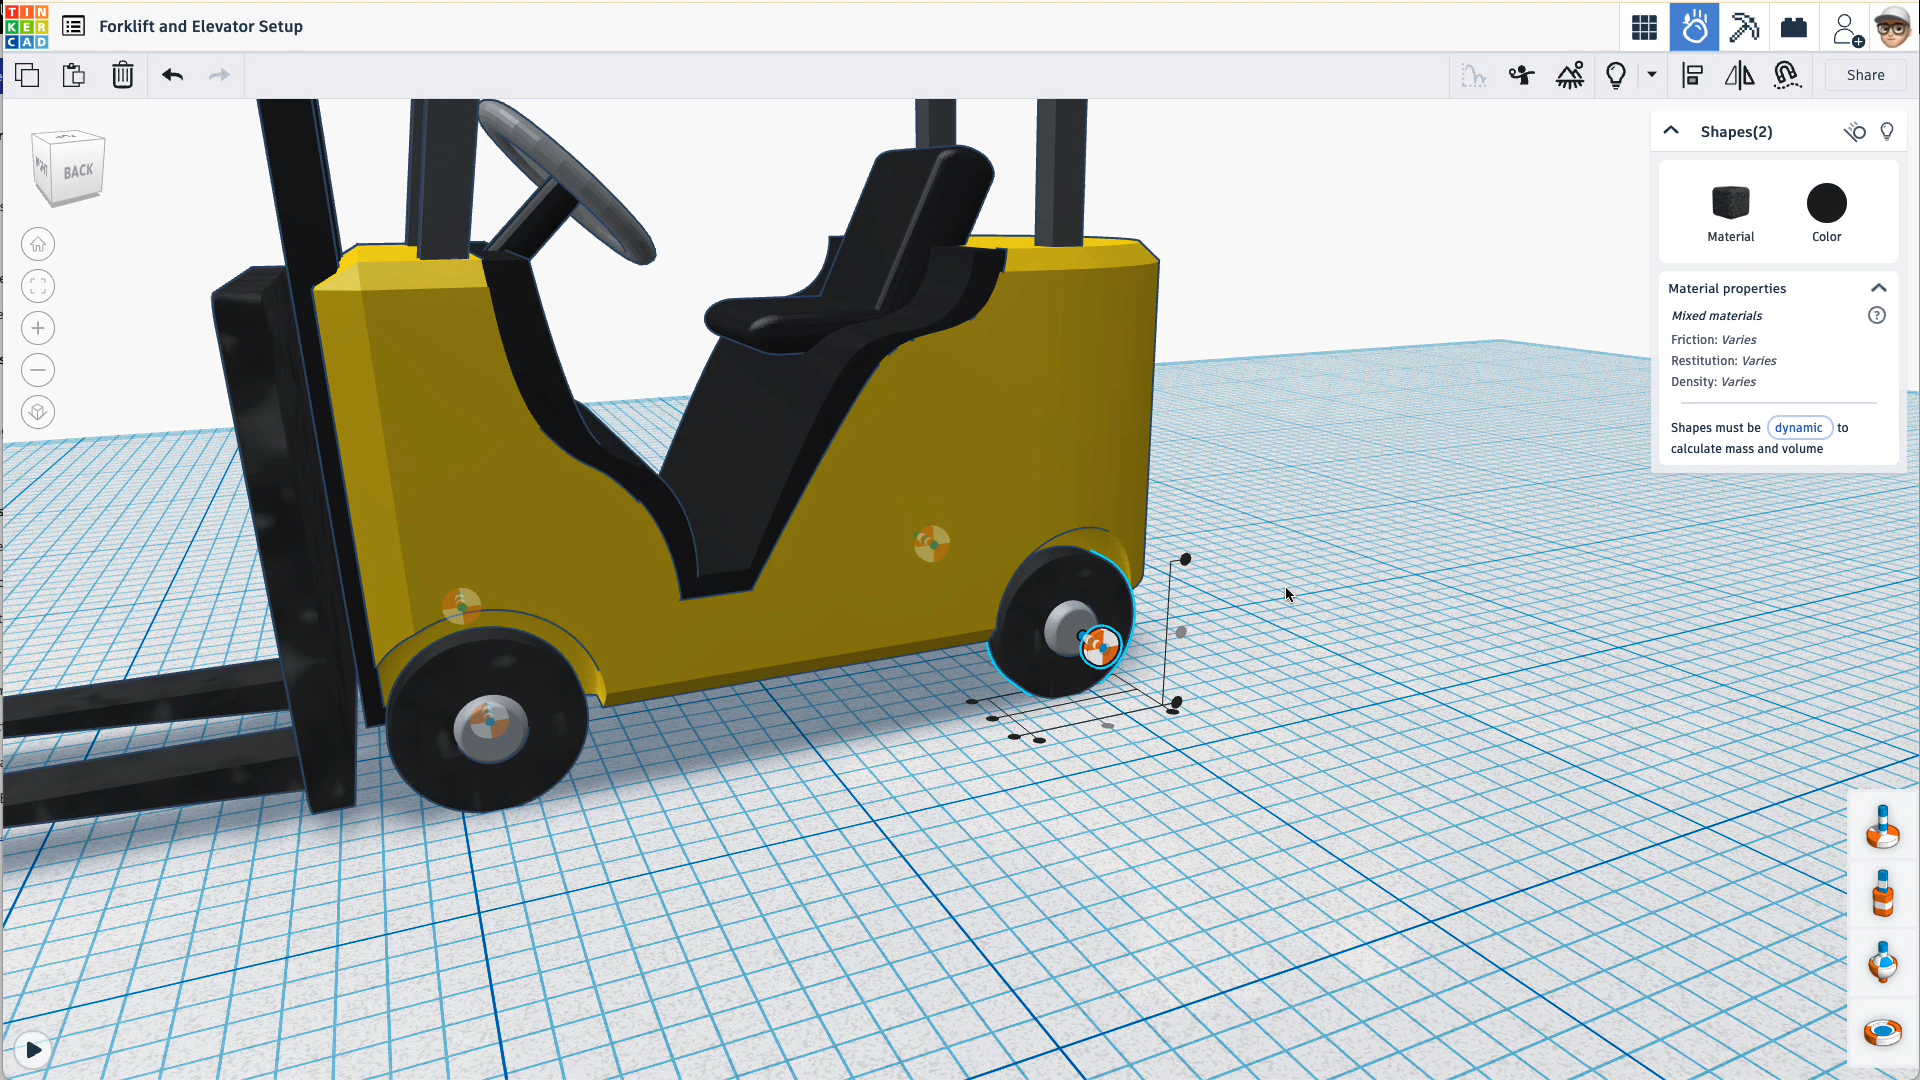 TIN
KER
CAD
Forklift and Elevator Setup
Share
BACK
Shapes(2)
Material
Color
Material properties
Mixed materials
Friction: Varies
Restitution: Varies
Density: Varies
Shapes must be dynamic to
calculate mass and volume